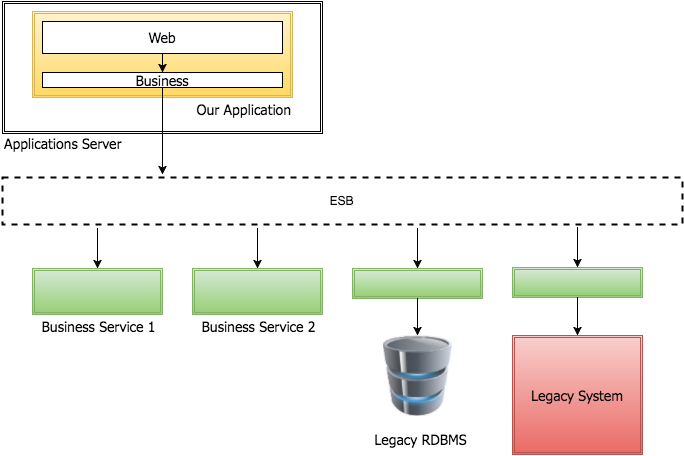 Web
Business
Our Application
Applications Server
ESB
Business Service 1
Business Service 2
Legacy System
Legacy RDBMS